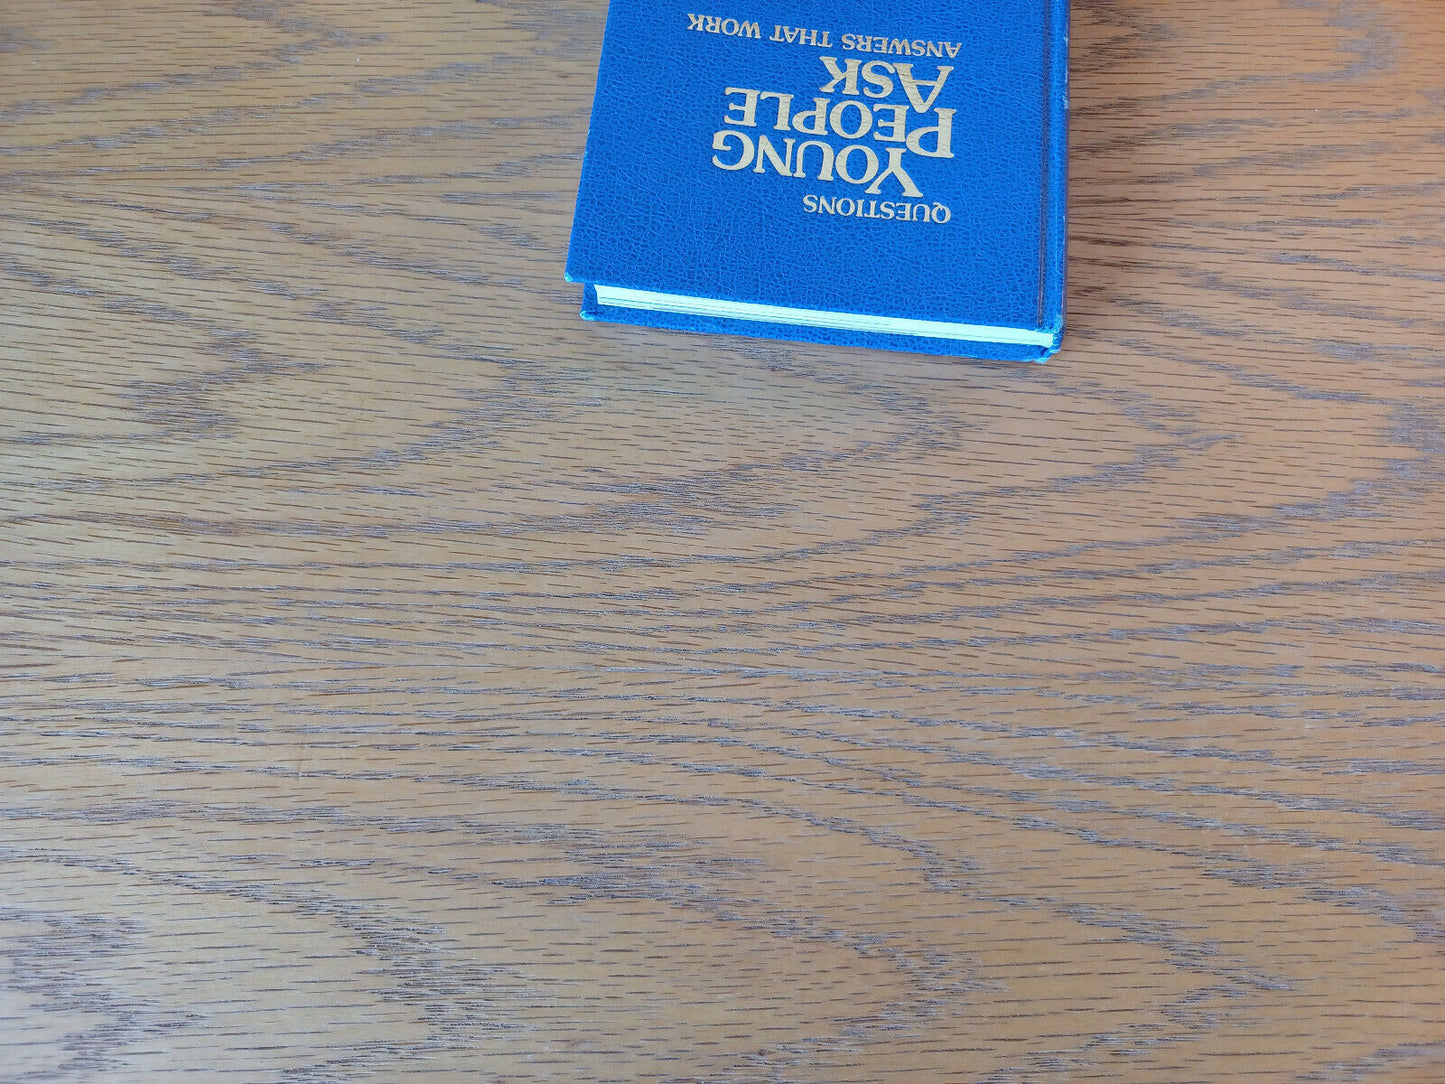 QUESTIONS
YOUNG
PEOPLE
ASK
ANSWERS THAT WORK